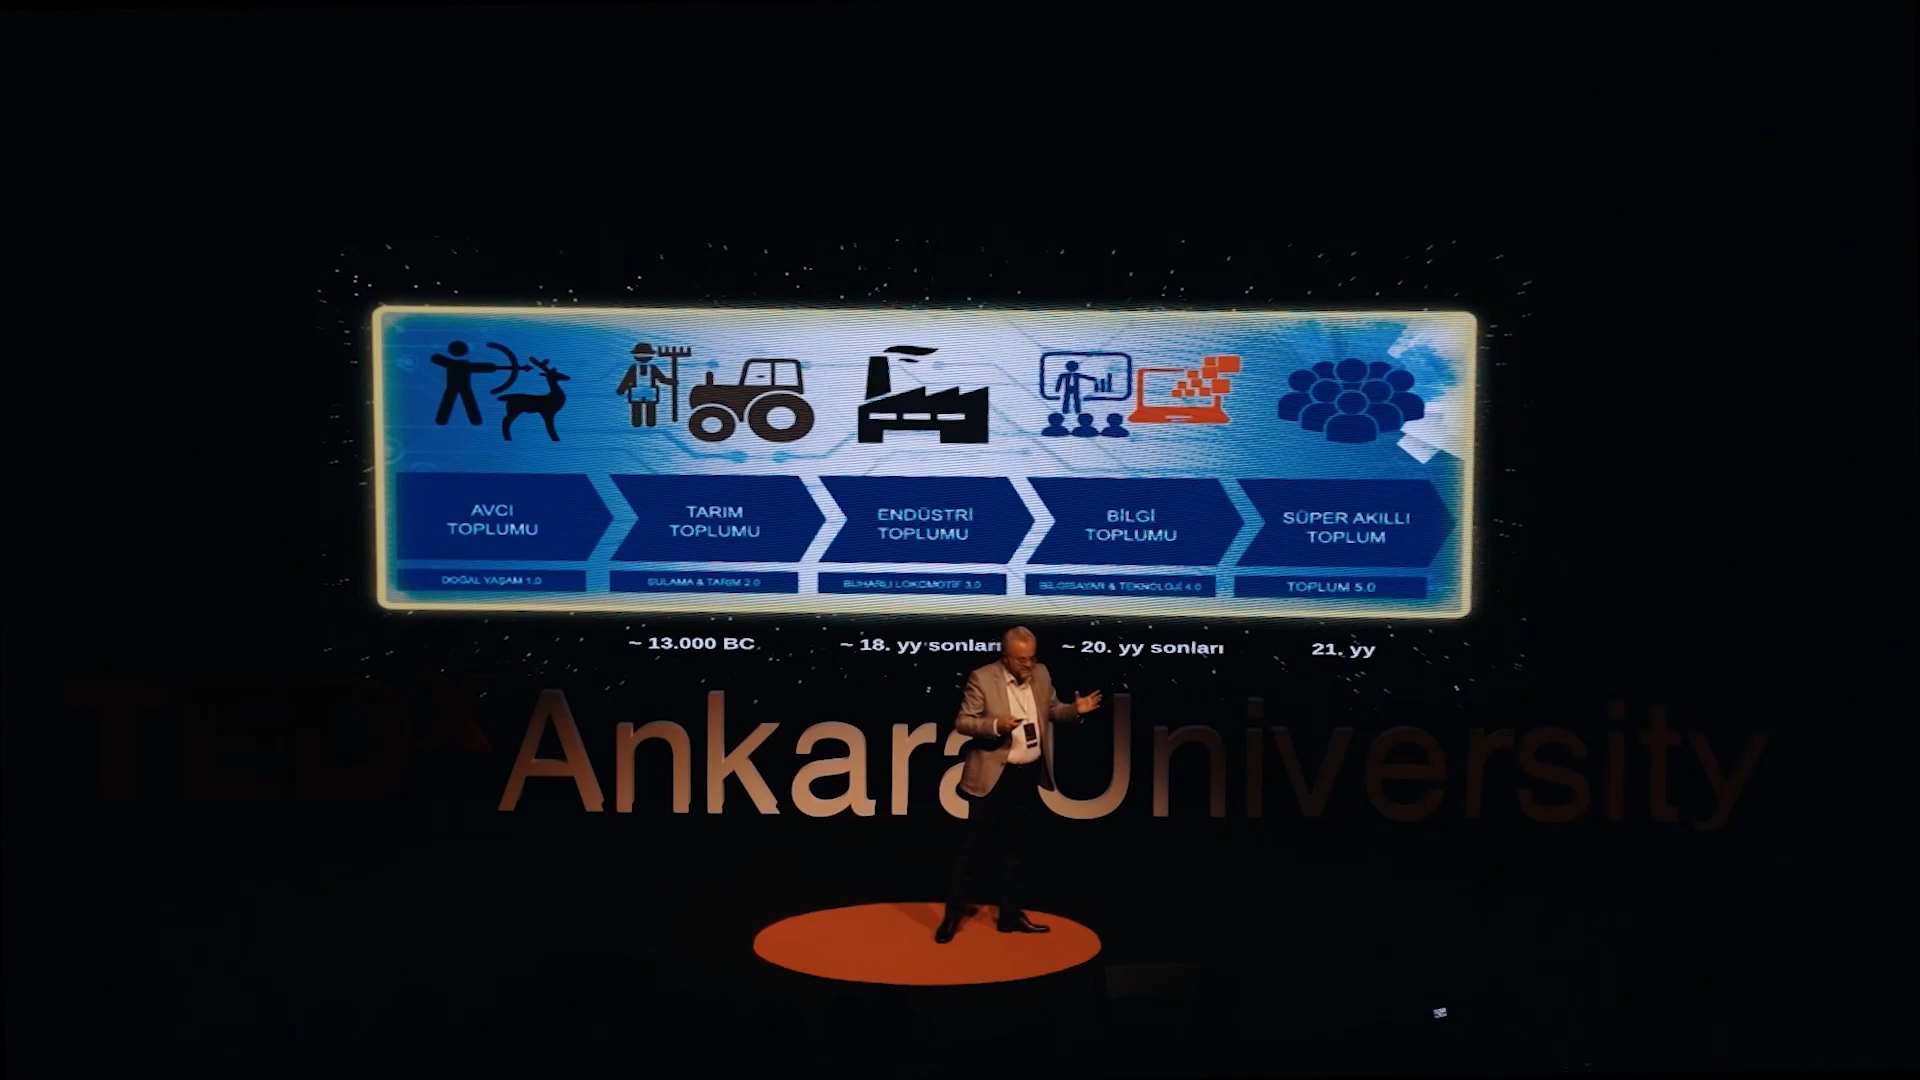 AVCI
TOPLUMU
TARIM
TOPLUMU
ENDÜSTRİ
TOPLUMU
BİLGİ
TOPLUMU
SÜPER AKILLI
TOPLUM
DOĞAL YAŞAM 1.0
SULAMA & TARIM 2.0
BUHARLI LOKOMOTİF 3.0
BİLGİSAYAR & TEKNOLOJİ 4.0
TOPLUM 5.0
~ 13.000 BC
~ 18. yy sonları
~ 20. yy sonları
21. yy
TEDxAnkara University